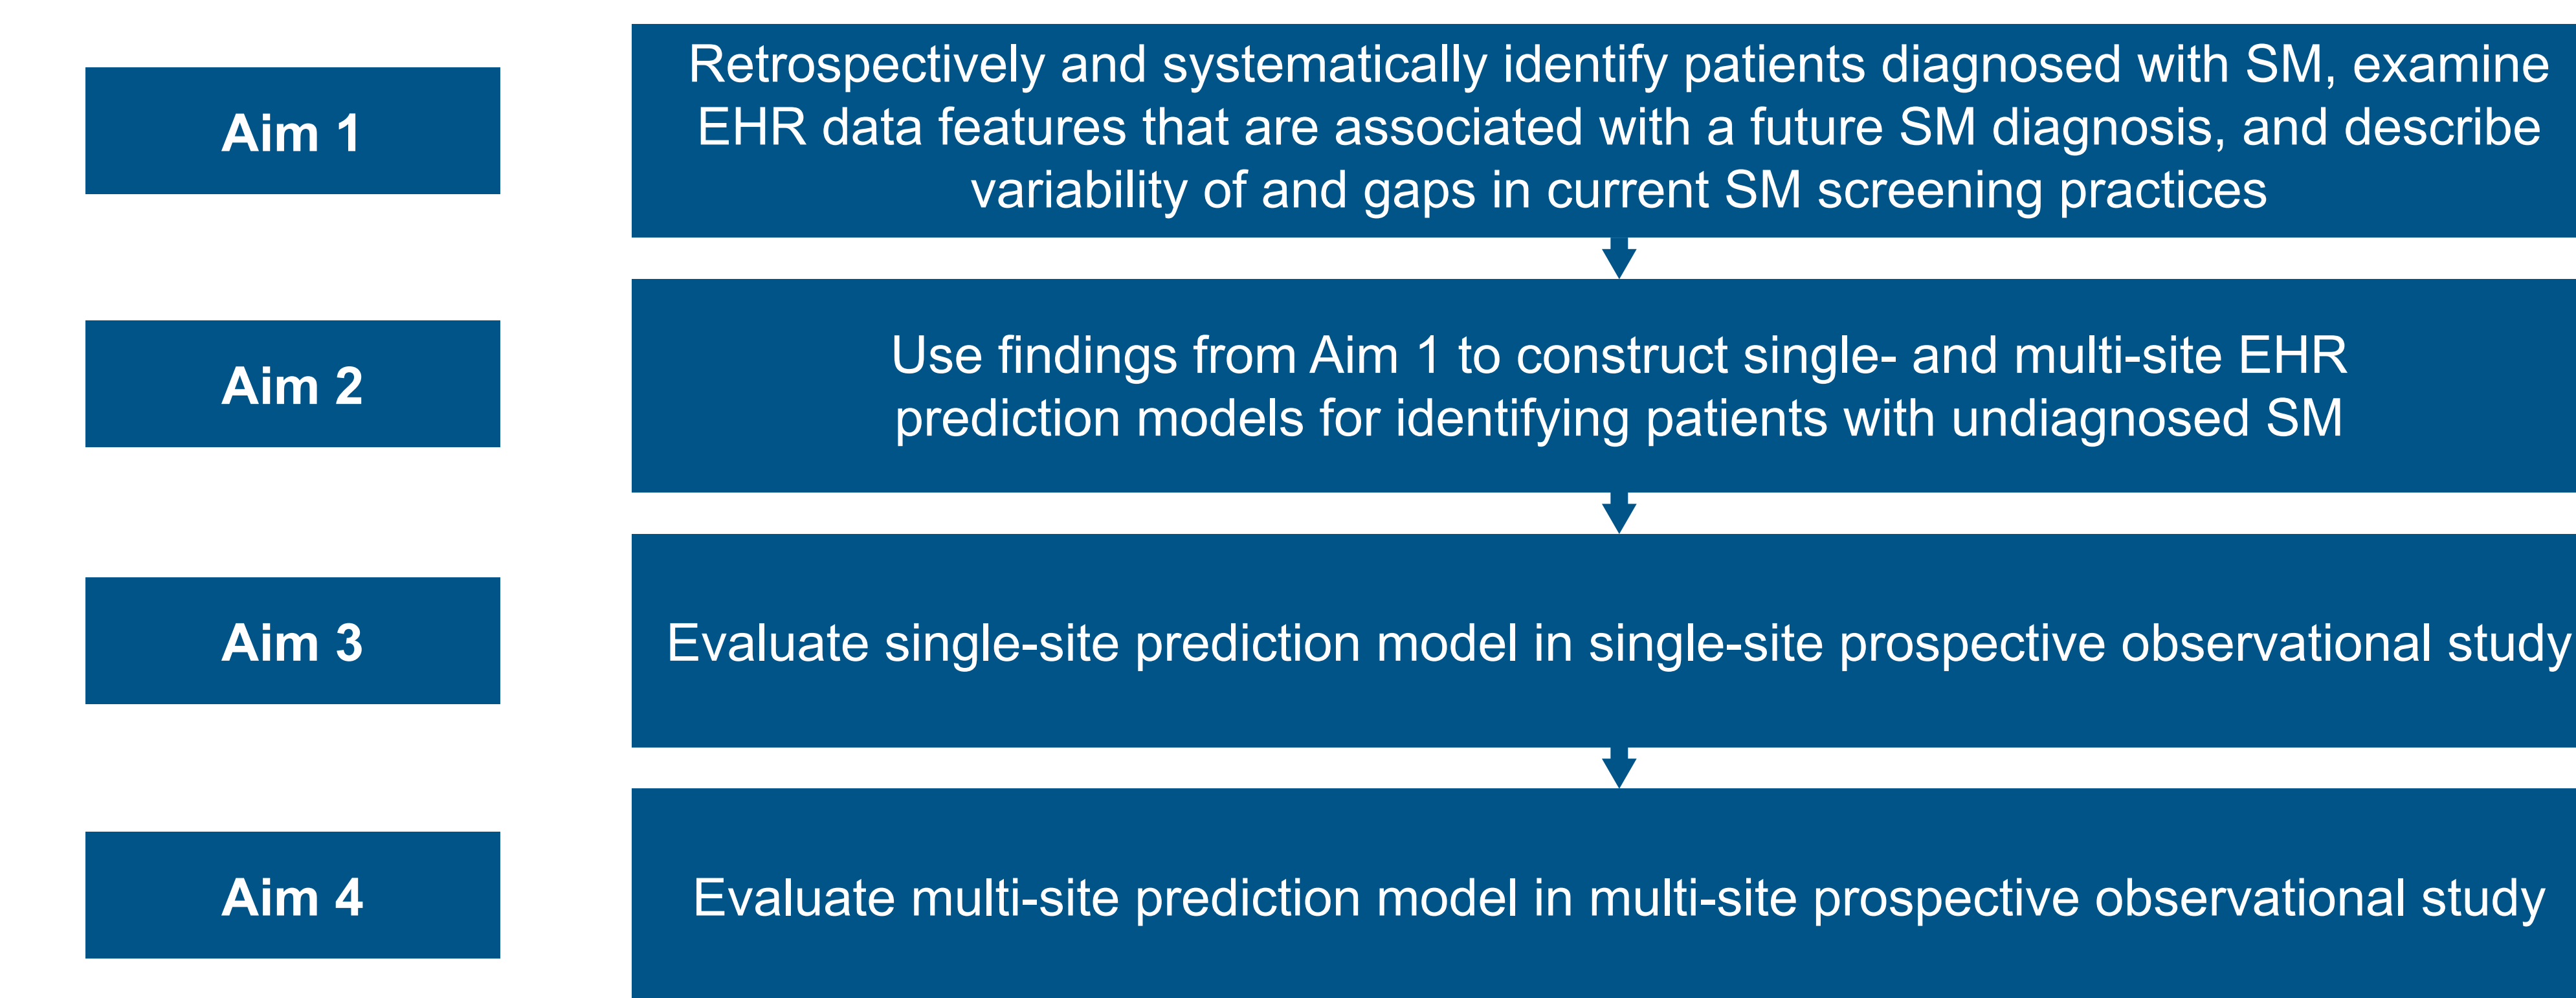 Aim 1
Retrospectively and systematically identify patients diagnosed with SM, examine
EHR data features that are associated with a future SM diagnosis, and describe
variability of and gaps in current SM screening practices
Aim 2
Use findings from Aim 1 to construct single- and multi-site EHR
prediction models for identifying patients with undiagnosed SM
Aim 3
Evaluate single-site prediction model in single-site prospective observational study
Aim 4
Evaluate multi-site prediction model in multi-site prospective observational study